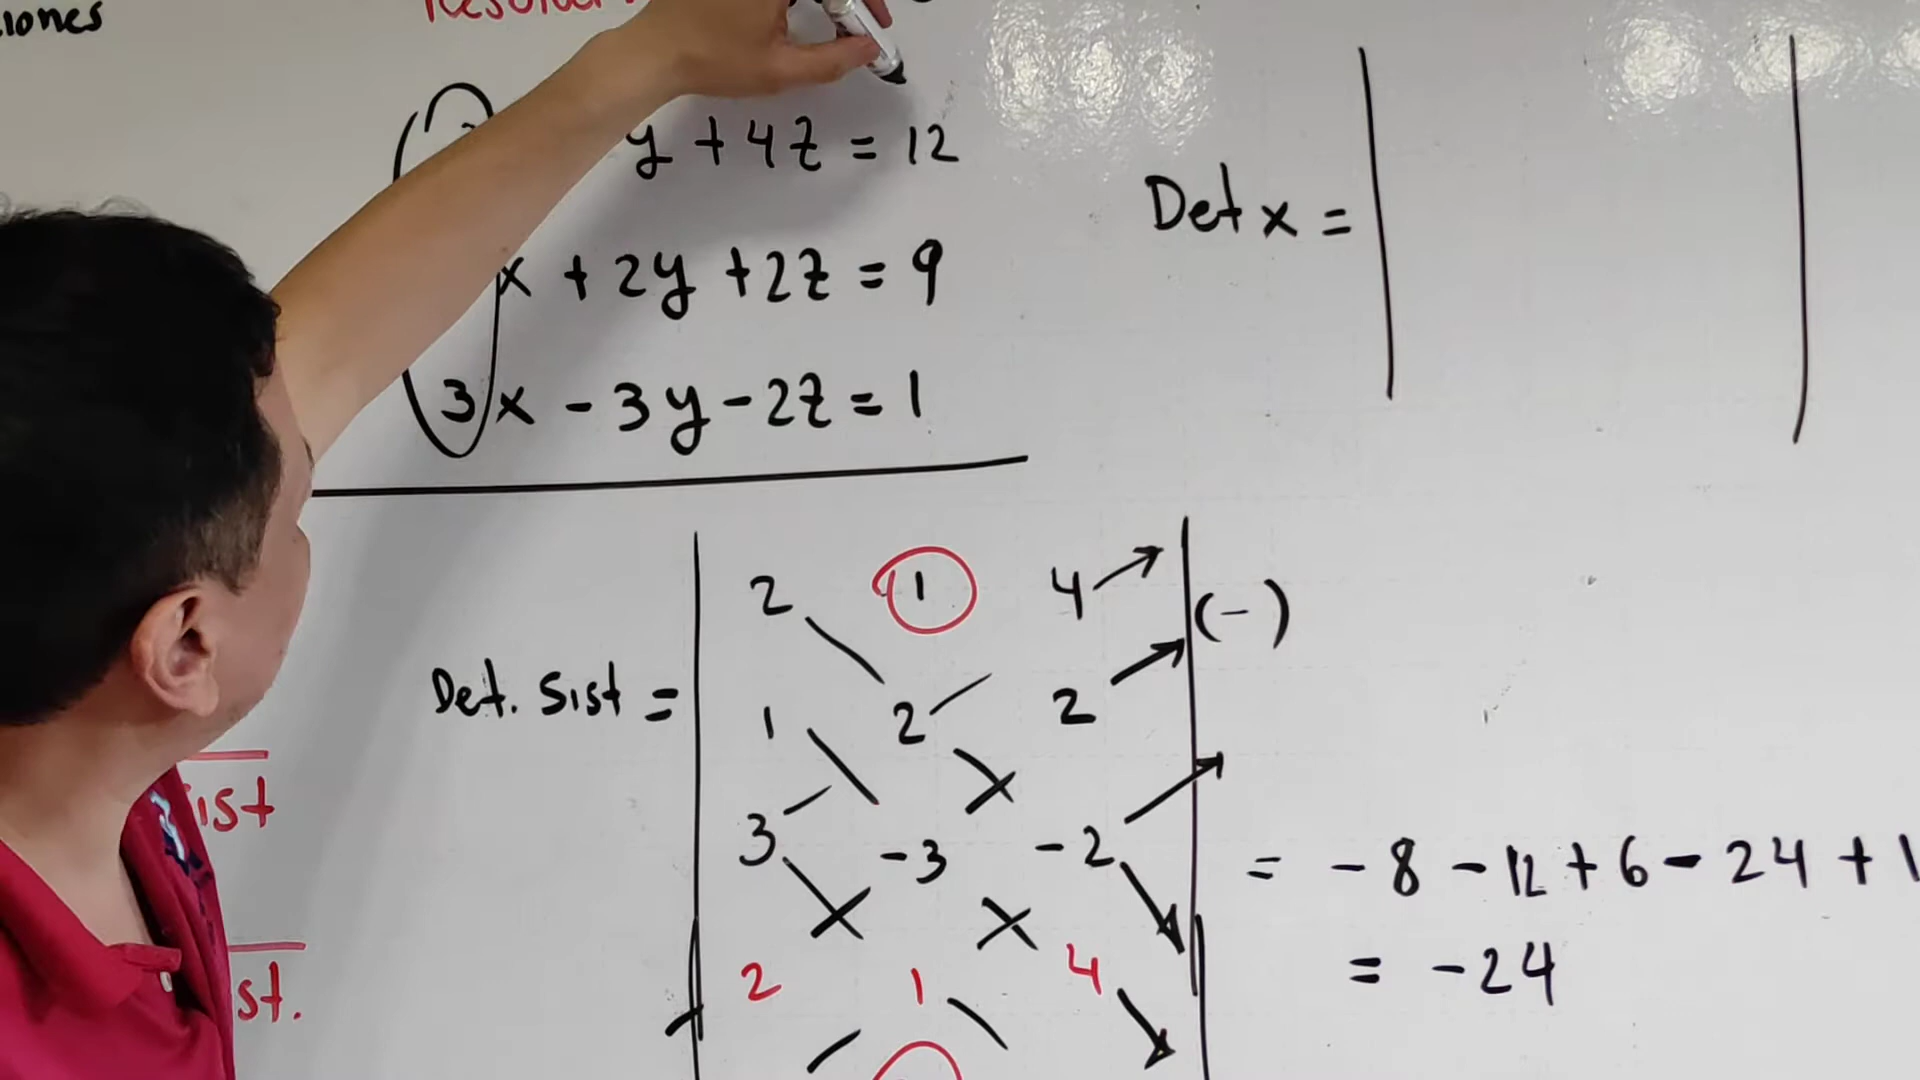 iones
y + 4z = 12
x + 2y + 2z = 9
3x - 3y - 2z = 1
Det x =
Det. Sist =
2 1 4
(-)
1 2 2
3 -3 -2
2 1 4
= -8 - 12 + 6 - 24 + 1
= -24
ist
st.